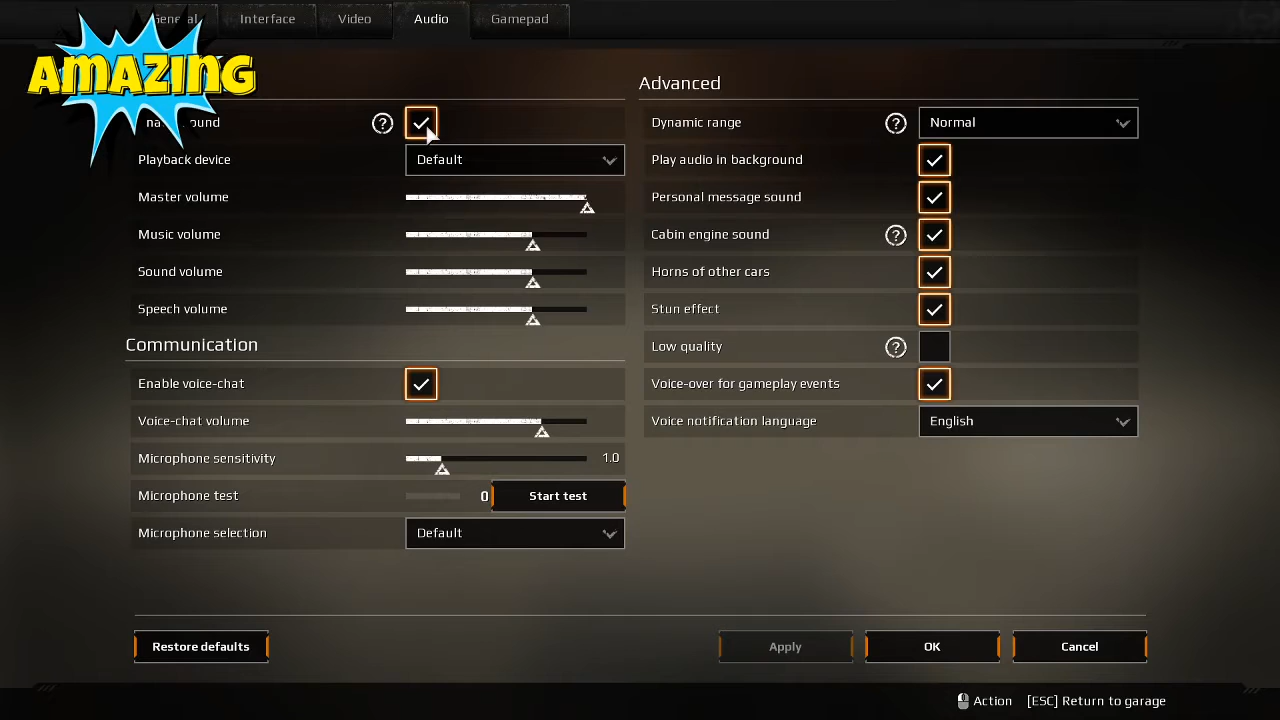 General Interface Video Audio Gamepad
AMAZING
Advanced
sound ?
Playback device Default
Master volume
Music volume
Sound volume
Speech volume
Communication
Enable voice-chat
Voice-chat volume
Microphone sensitivity 1.0
Microphone test 0 Start test
Microphone selection Default
Dynamic range ? Normal
Play audio in background
Personal message sound
Cabin engine sound ?
Horns of other cars
Stun effect
Low quality ?
Voice-over for gameplay events
Voice notification language English
Restore defaults Apply OK Cancel
Action [ESC] Return to garage